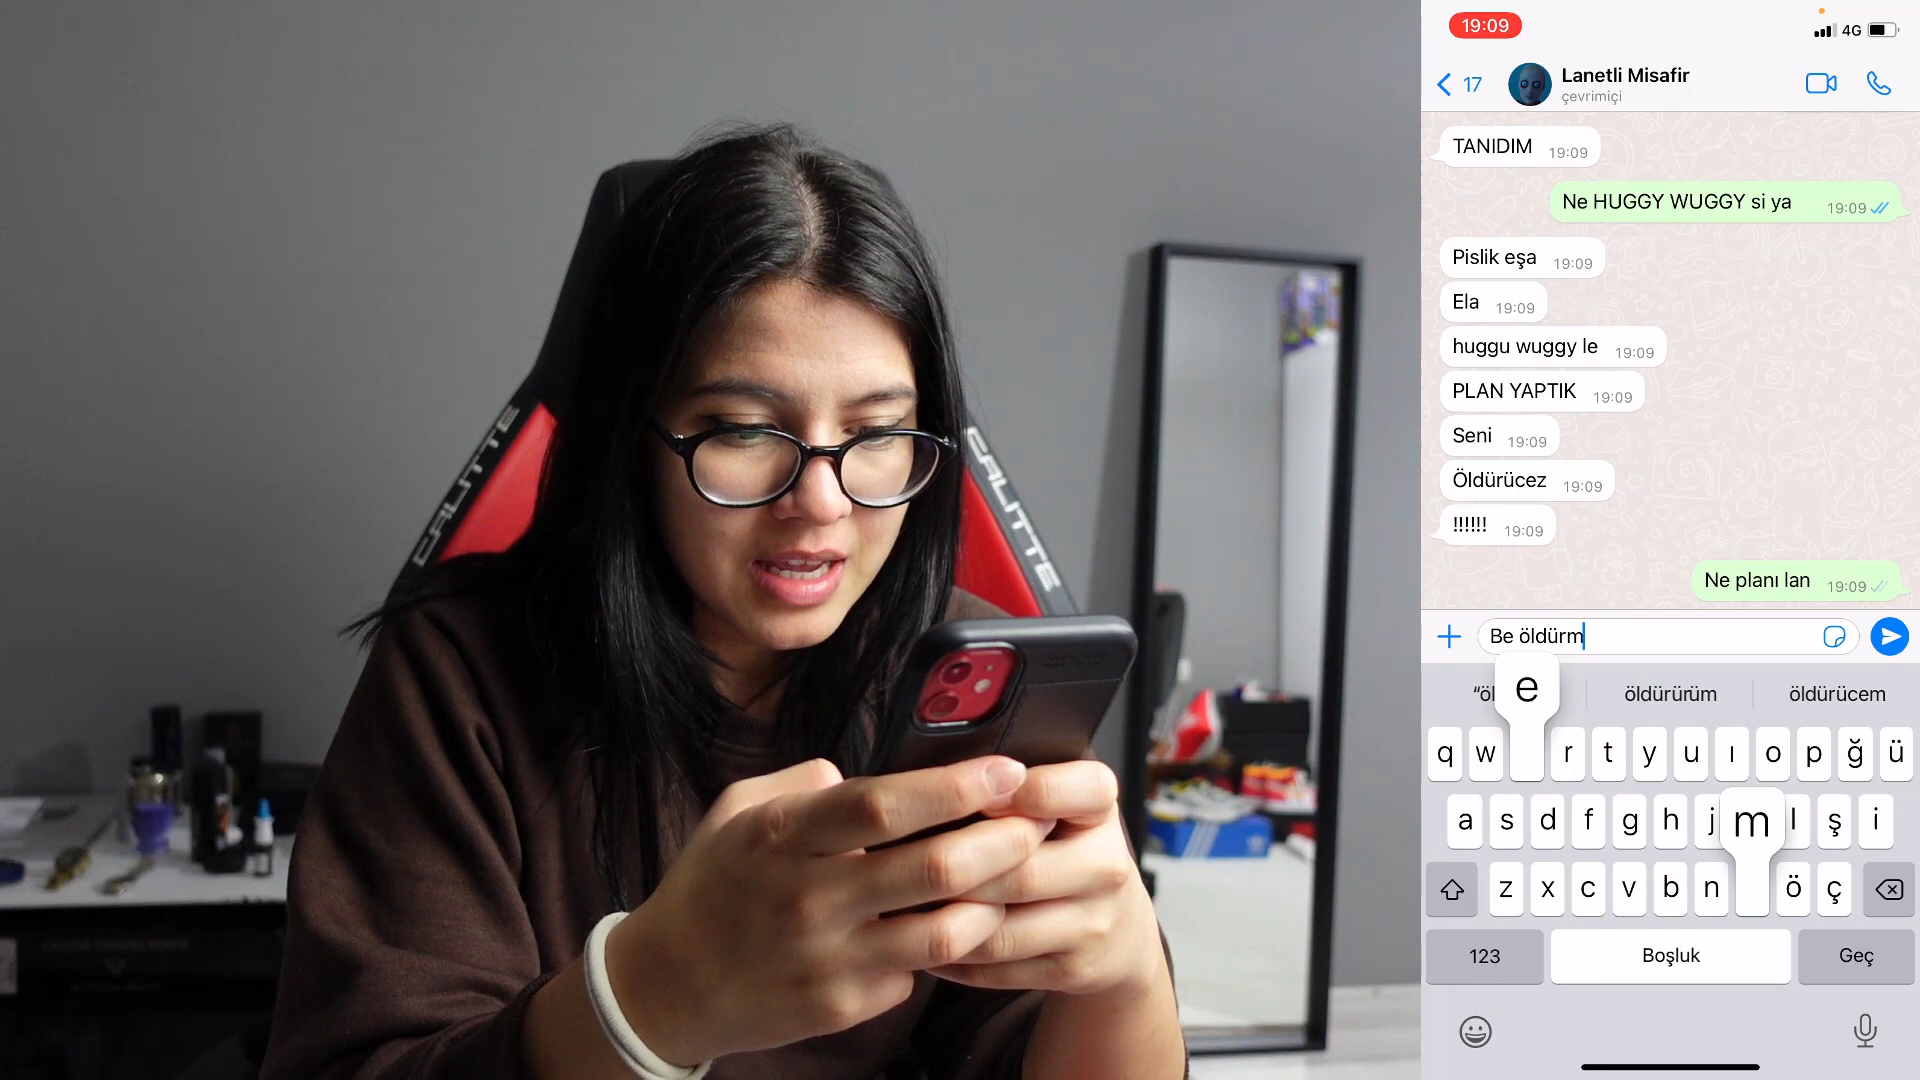 19:09
4G
17
Lanetli Misafir
çevrimiçi
TANIDIM 19:09
Ne HUGGY WUGGY si ya 19:09
Pislik eşa 19:09
Ela 19:09
huggu wuggy le 19:09
PLAN YAPTIK 19:09
Seni 19:09
Öldürücez 19:09
!!!!!! 19:09
Ne planı lan 19:09
Be öldürm
öldürürüm öldürücem
e
q w r t y u ı o p ğ ü
a s d f g h j m l ş i
z x c v b n ö ç
123 Boşluk Geç
CALITTE
CALITTE